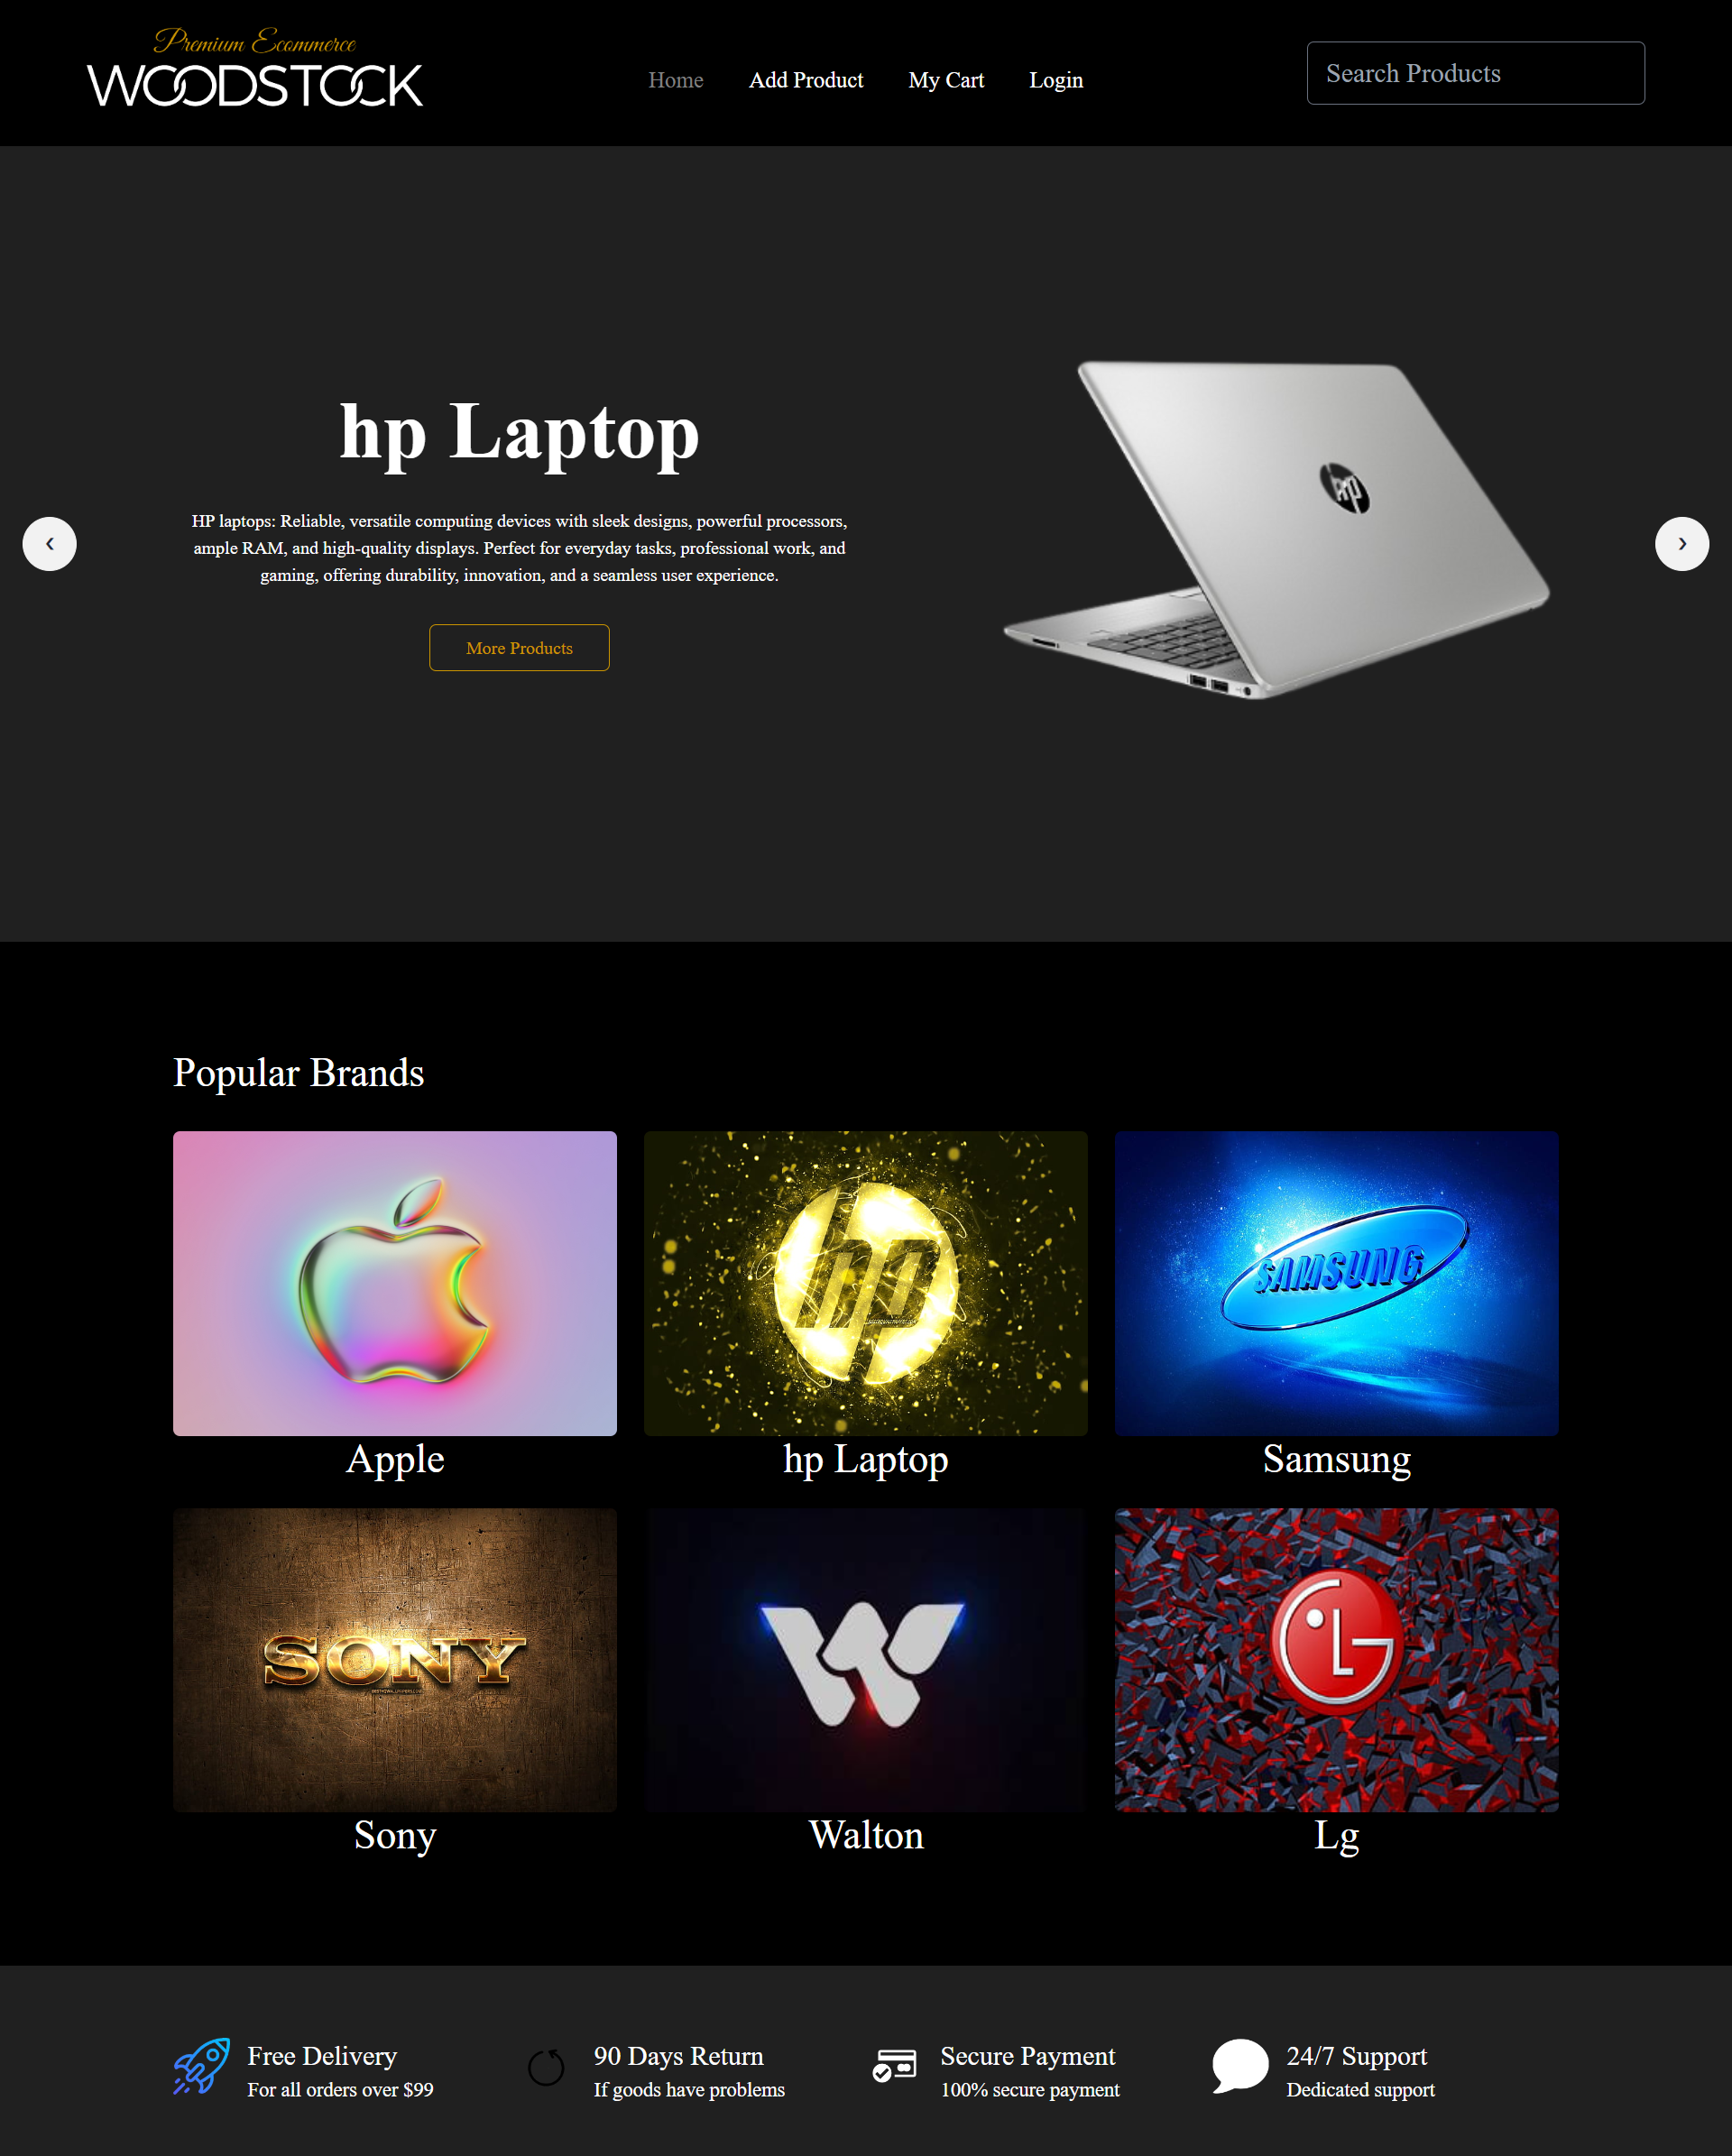 Premium Ecommerce
WOODSTOCK
Home
Add Product
My Cart
Login
Search Products
hp Laptop
HP laptops: Reliable, versatile computing devices with sleek designs, powerful processors,
ample RAM, and high-quality displays. Perfect for everyday tasks, professional work, and
gaming, offering durability, innovation, and a seamless user experience.
More Products
hp
Popular Brands
hp
SAMSUNG
Apple
hp Laptop
Samsung
SONY
W
LG
Sony
Walton
Lg
Free Delivery
For all orders over $99
90 Days Return
If goods have problems
Secure Payment
100% secure payment
24/7 Support
Dedicated support